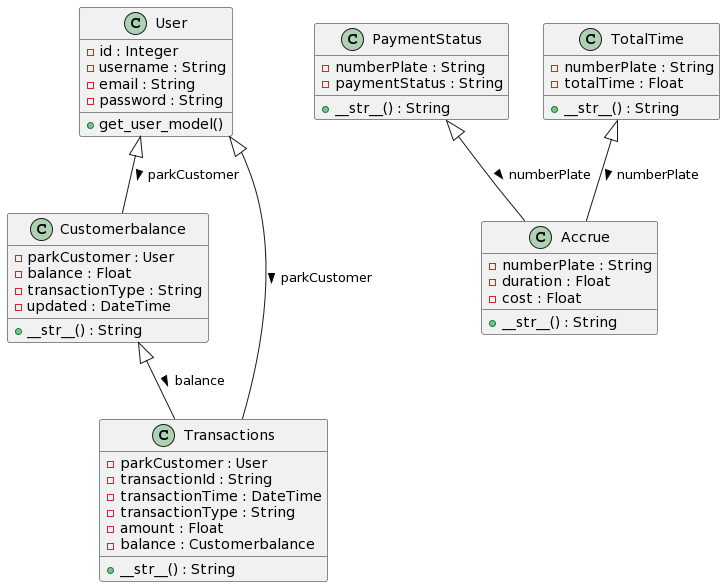 C User
id : Integer
username : String
email : String
password : String
get_user_model()
C PaymentStatus
numberPlate : String
paymentStatus : String
__str__() : String
C TotalTime
numberPlate : String
totalTime : Float
__str__() : String
parkCustomer
numberPlate
numberPlate
C Customerbalance
parkCustomer : User
balance : Float
transactionType : String
updated : DateTime
__str__() : String
parkCustomer
C Accrue
numberPlate : String
duration : Float
cost : Float
__str__() : String
balance
C Transactions
parkCustomer : User
transactionId : String
transactionTime : DateTime
transactionType : String
amount : Float
balance : Customerbalance
__str__() : String